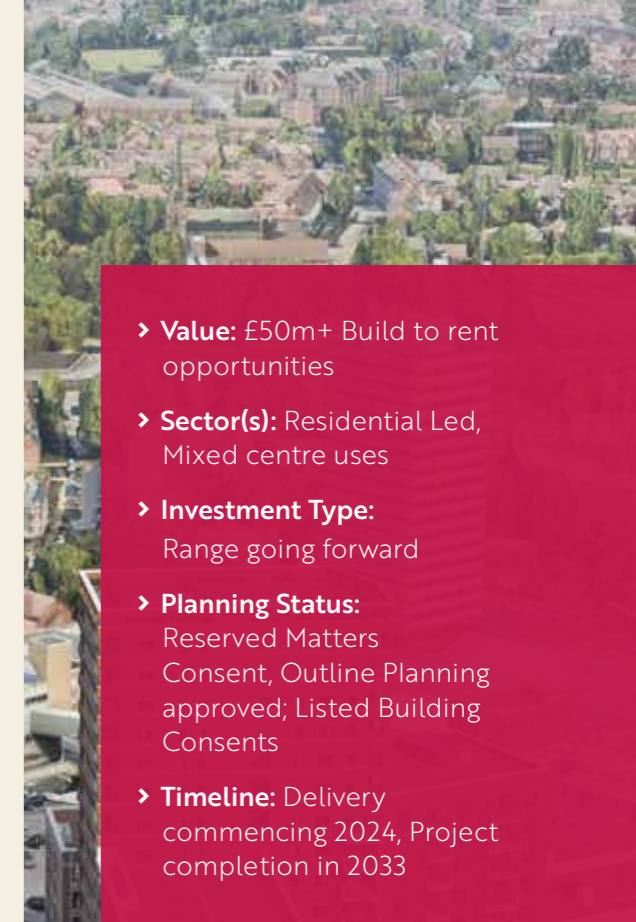 › Value: £50m+ Build to rent
opportunities
› Sector(s): Residential Led,
Mixed centre uses
› Investment Type:
Range going forward
› Planning Status:
Reserved Matters
Consent, Outline Planning
approved; Listed Building
Consents
› Timeline: Delivery
commencing 2024, Project
completion in 2033